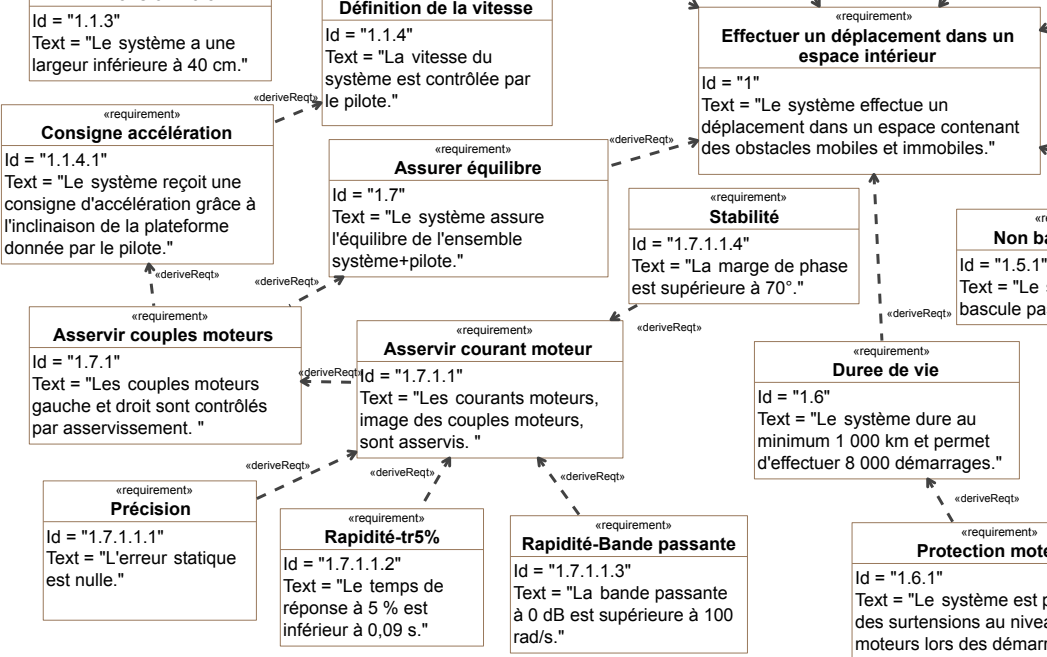 Id = "1.1.3"
Text = "Le système a une
largeur inférieure à 40 cm."
Définition de la vitesse
Id = "1.1.4"
Text = "La vitesse du
système est contrôlée par
le pilote."
«requirement»
Effectuer un déplacement dans un
espace intérieur
Id = "1"
Text = "Le système effectue un
déplacement dans un espace contenant
des obstacles mobiles et immobiles."
«deriveReqt»
«requirement»
Consigne accélération
Id = "1.1.4.1"
Text = "Le système reçoit une
consigne d'accélération grâce à
l'inclinaison de la plateforme
donnée par le pilote."
«deriveReqt»
«requirement»
Assurer équilibre
Id = "1.7"
Text = "Le système assure
l'équilibre de l'ensemble
système+pilote."
«deriveReqt»
«deriveReqt»
«requirement»
Stabilité
Id = "1.7.1.1.4"
Text = "La marge de phase
est supérieure à 70°."
«deriveReqt»
Non
Id = "1.5.1"
Text = "Le
bascule
«deriveReqt»
«requirement»
Asservir couples moteurs
Id = "1.7.1"
Text = "Les couples moteurs
gauche et droit sont contrôlés
par asservissement. "
«deriveReqt»
«requirement»
Asservir courant moteur
Id = "1.7.1.1"
Text = "Les courants moteurs,
image des couples moteurs,
sont asservis. "
«requirement»
Duree de vie
Id = "1.6"
Text = "Le système dure au
minimum 1 000 km et permet
d'effectuer 8 000 démarrages."
«deriveReqt»
«deriveReqt»
«deriveReqt»
«deriveReqt»
«requirement»
Précision
Id = "1.7.1.1.1"
Text = "L'erreur statique
est nulle."
«requirement»
Rapidité-tr5%
Id = "1.7.1.1.2"
Text = "Le temps de
réponse à 5 % est
inférieur à 0,09 s."
«requirement»
Rapidité-Bande passante
Id = "1.7.1.1.3"
Text = "La bande passante
à 0 dB est supérieure à 100
rad/s."
«requirement»
Protection
Id = "1.6.1"
Text = "Le système est
des surtensions au
moteurs lors des